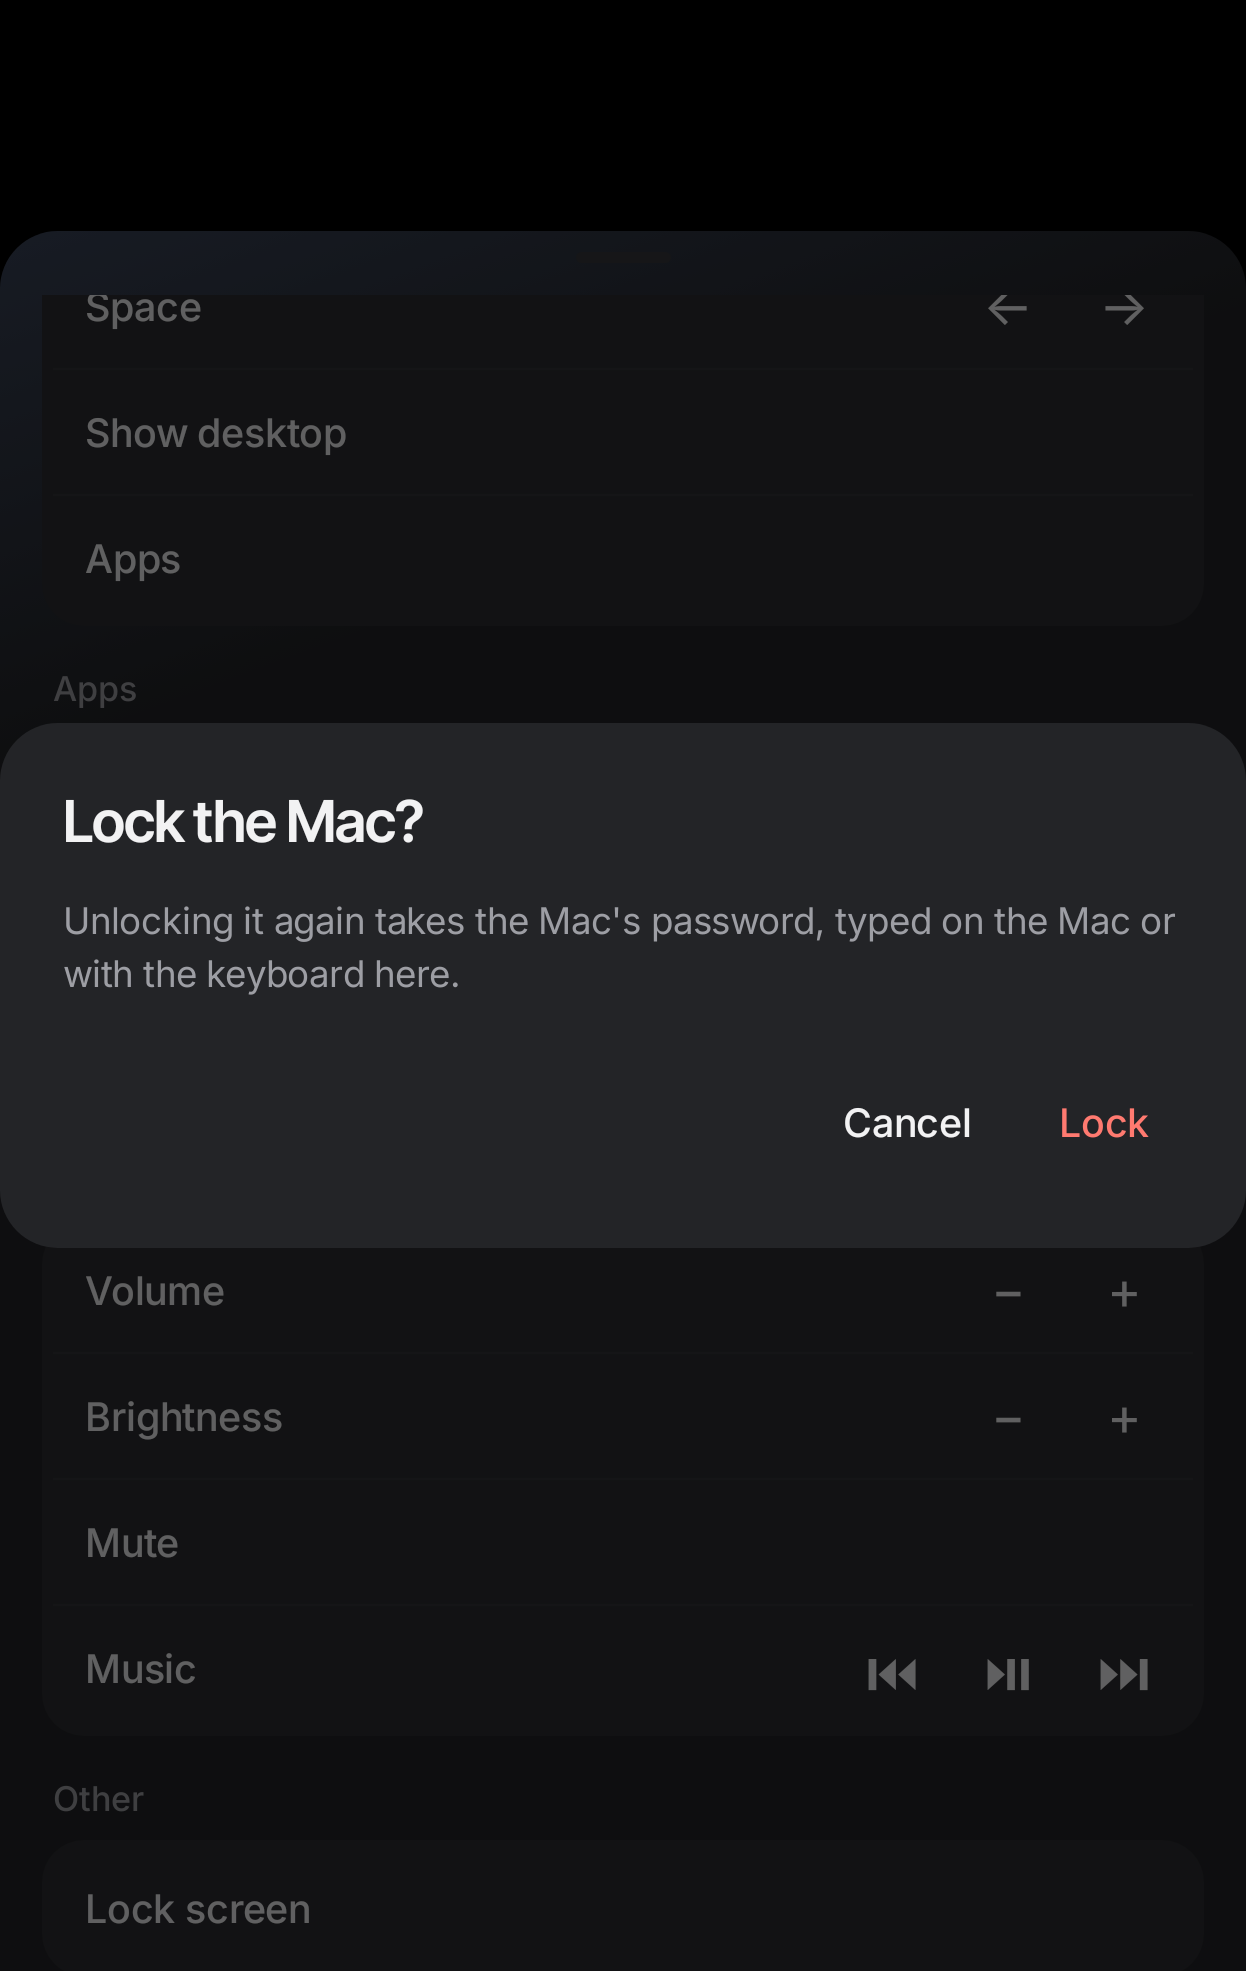 Space
Show desktop
Apps
Apps
Lock the Mac?
Unlocking it again takes the Mac's password, typed on the Mac or
with the keyboard here.
Cancel Lock
Volume
Brightness
Mute
Music
Other
Lock screen